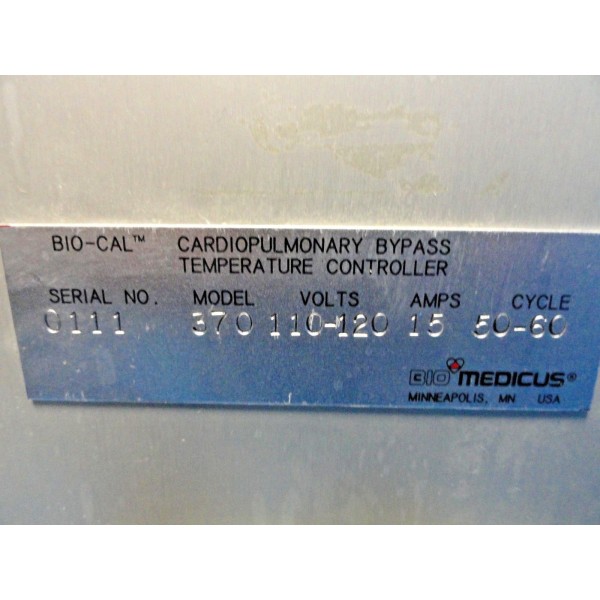 BIO-CAL™ CARDIOPULMONARY BYPASS
TEMPERATURE CONTROLLER
SERIAL NO. MODEL VOLTS AMPS CYCLE
0111 370 110-120 15 50-60
BIO MEDICUS®
MINNEAPOLIS, MN USA